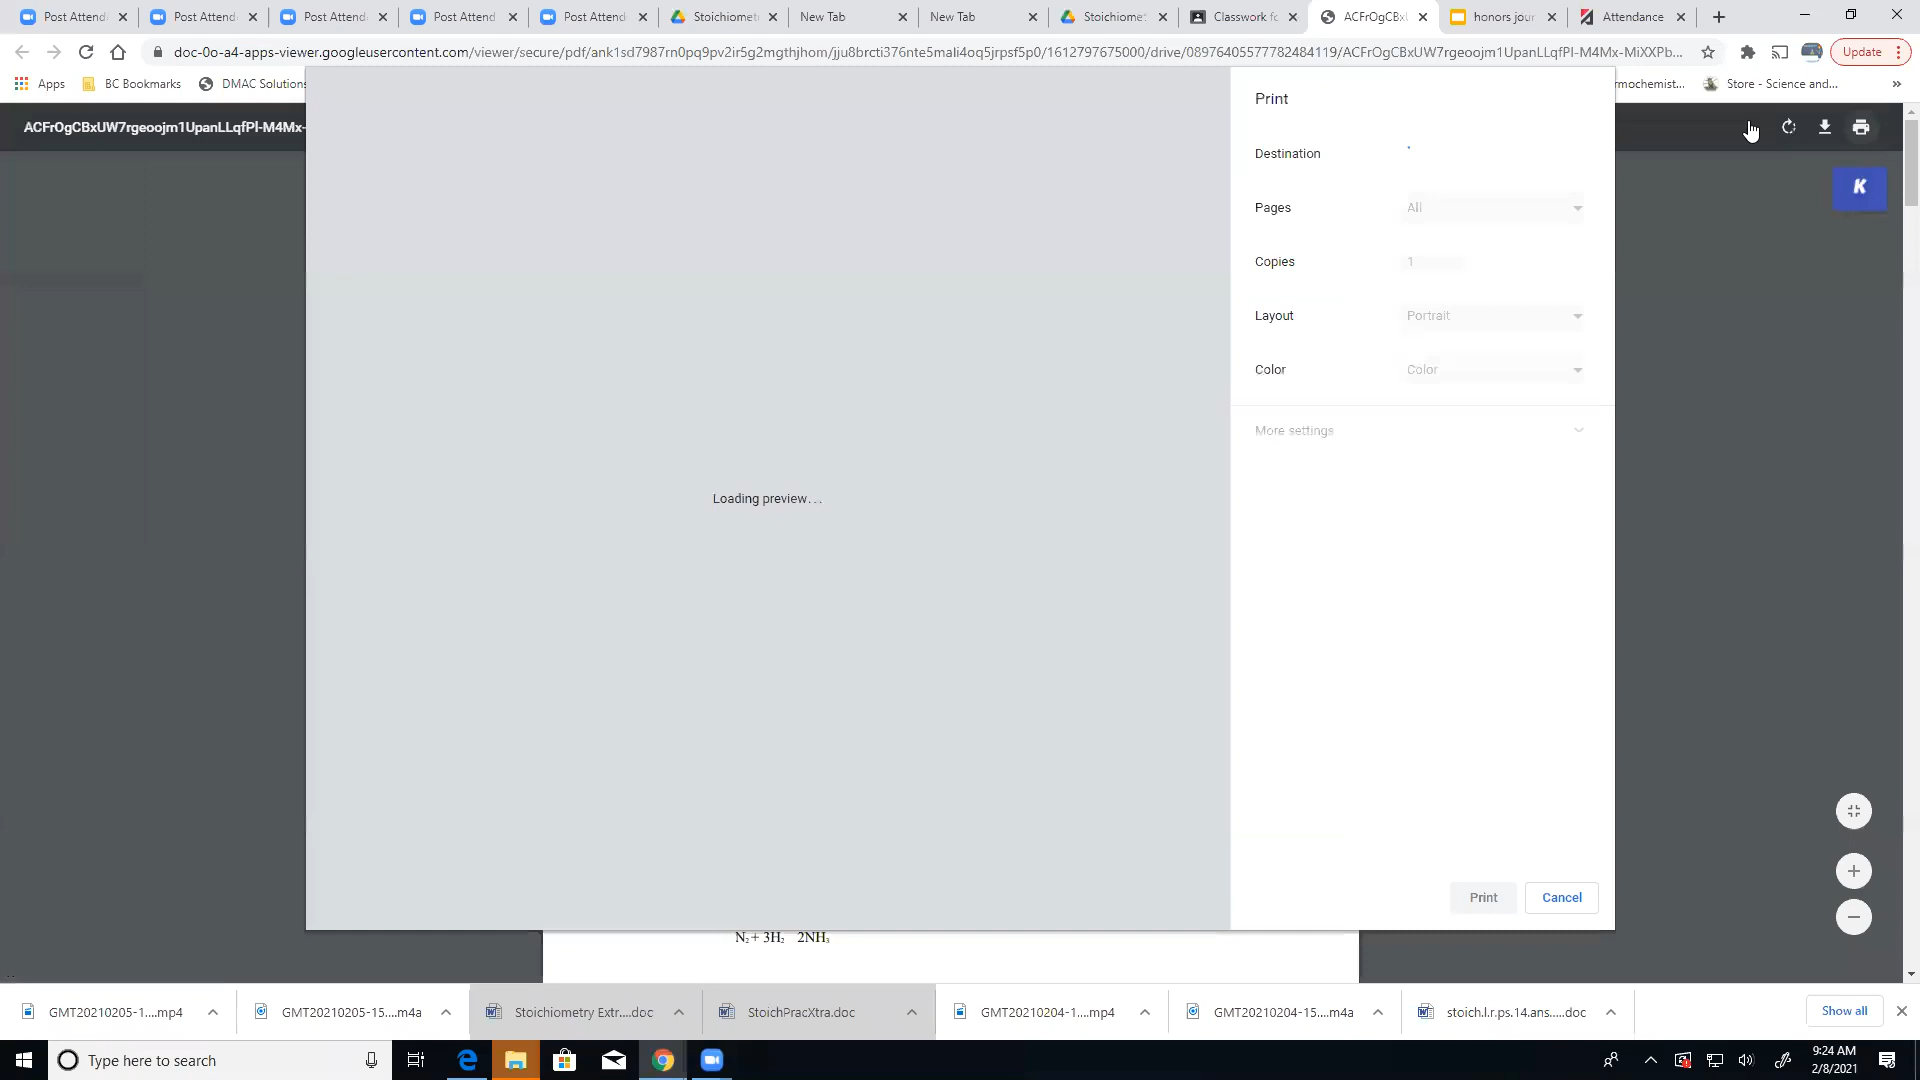 Post Attend
Post Attend
Post Attend
Post Attend
Post Attend
Stoichiomet
New Tab
New Tab
Stoichiomet
Classwork fo
ACFrOgCBxU
honors jour
Attendance
doc-0o-a4-apps-viewer.googleusercontent.com/viewer/secure/pdf/ank1sd7987rn0pq9pv2ir5g2mgthjhom/jju8brcti376nte5mali4oq5jrpsf5p0/1612797675000/drive/08976405577782484119/ACFrOgCBxUW7rgeoojm1UpanLLqfPl-M4Mx-MiXXPb...
Update
Apps
BC Bookmarks
DMAC Solutions
rmochemist...
Store - Science and...
»
ACFrOgCBxUW7rgeoojm1UpanLLqfPl-M4Mx-
K
Print
Destination
Pages All
Copies 1
Layout Portrait
Color Color
More settings
Loading preview...
Print
Cancel
N₂ + 3H₂ 2NH₃
GMT20210205-1....mp4
GMT20210205-15....m4a
Stoichiometry Extr....doc
StoichPracXtra.doc
GMT20210204-1....mp4
GMT20210204-15....m4a
stoich.l.r.ps.14.ans.....doc
Show all
Type here to search
9:24 AM
2/8/2021